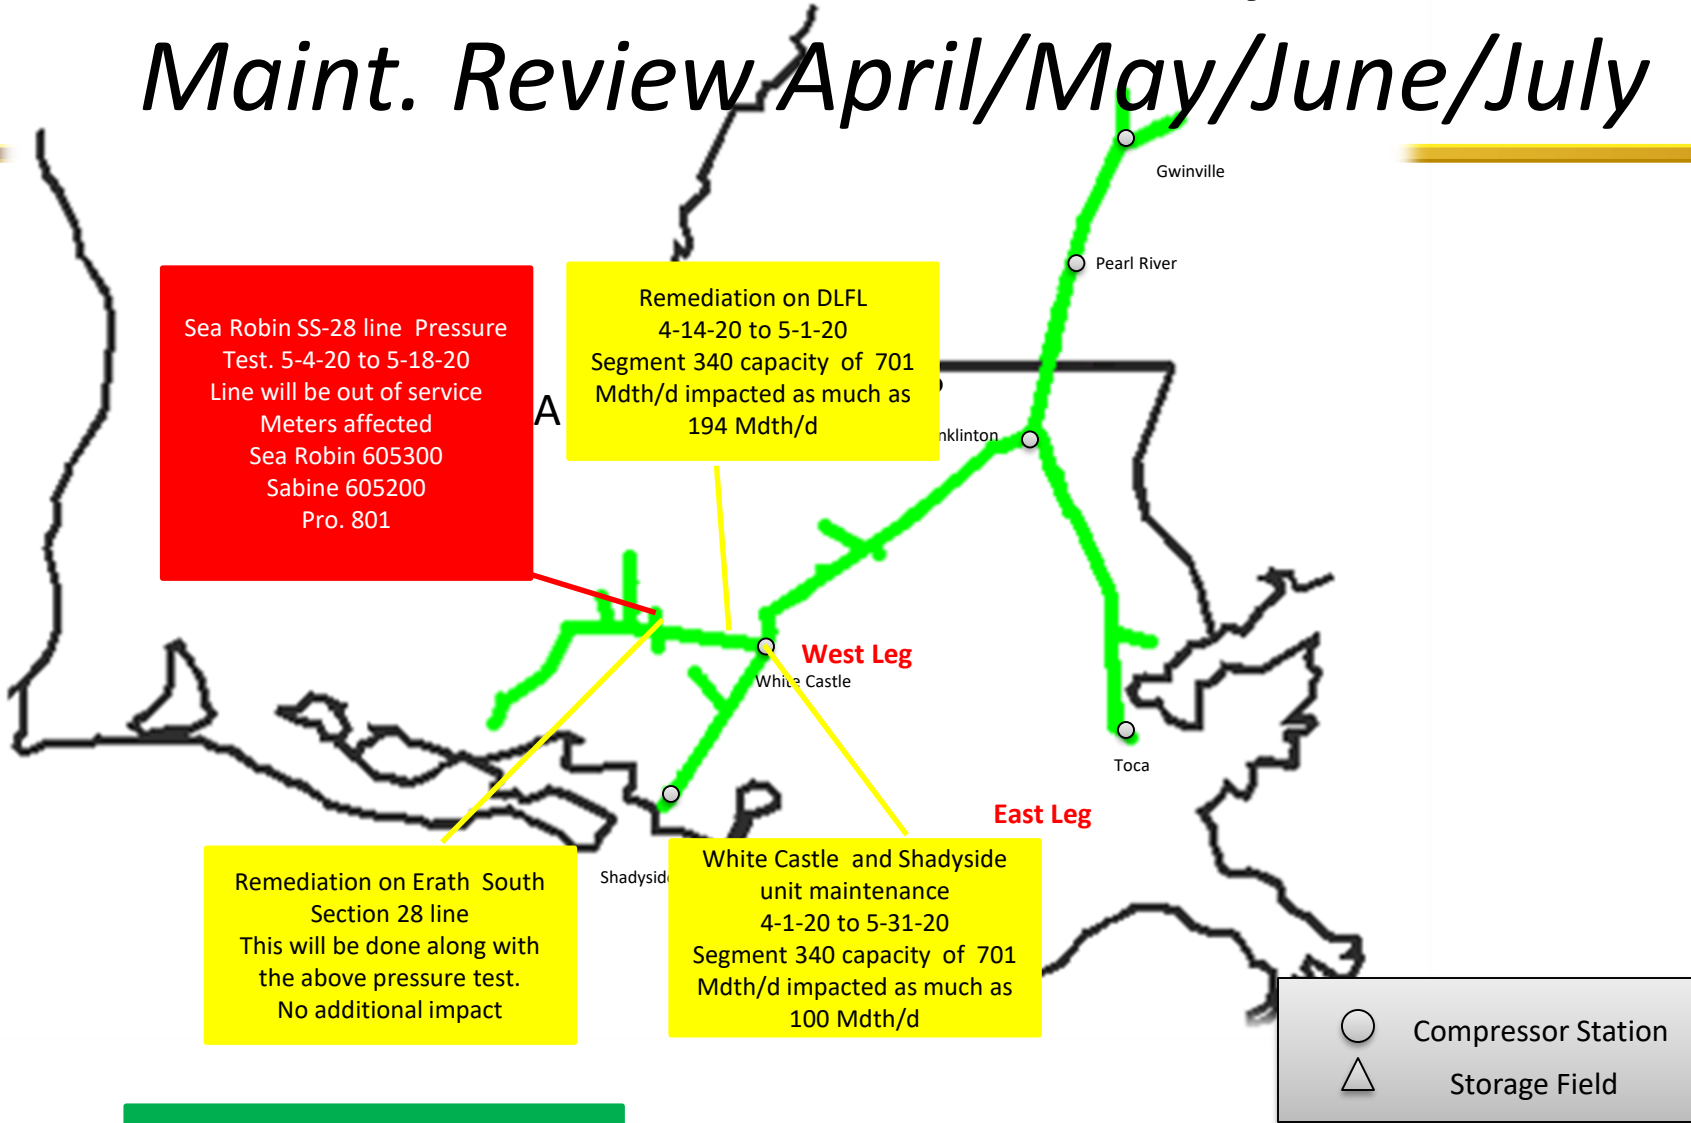 Maint. Review April/May/June/July
Gwinville
Pearl River
Sea Robin SS-28 line Pressure
Test. 5-4-20 to 5-18-20
Line will be out of service
Meters affected
Sea Robin 605300
Sabine 605200
Pro. 801
A
Remediation on DLFL
4-14-20 to 5-1-20
Segment 340 capacity of 701
Mdth/d impacted as much as
194 Mdth/d
nklinton
West Leg
White Castle
Toca
East Leg
Shadysid
Remediation on Erath South
Section 28 line
This will be done along with
the above pressure test.
No additional impact
White Castle and Shadyside
unit maintenance
4-1-20 to 5-31-20
Segment 340 capacity of 701
Mdth/d impacted as much as
100 Mdth/d
Compressor Station
Storage Field